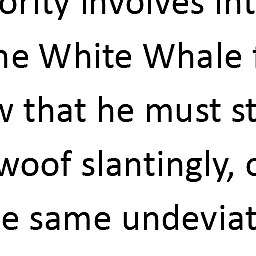 ority involves int
he White Whale f
w that he must st
woof slantingly, c
e same undeviat